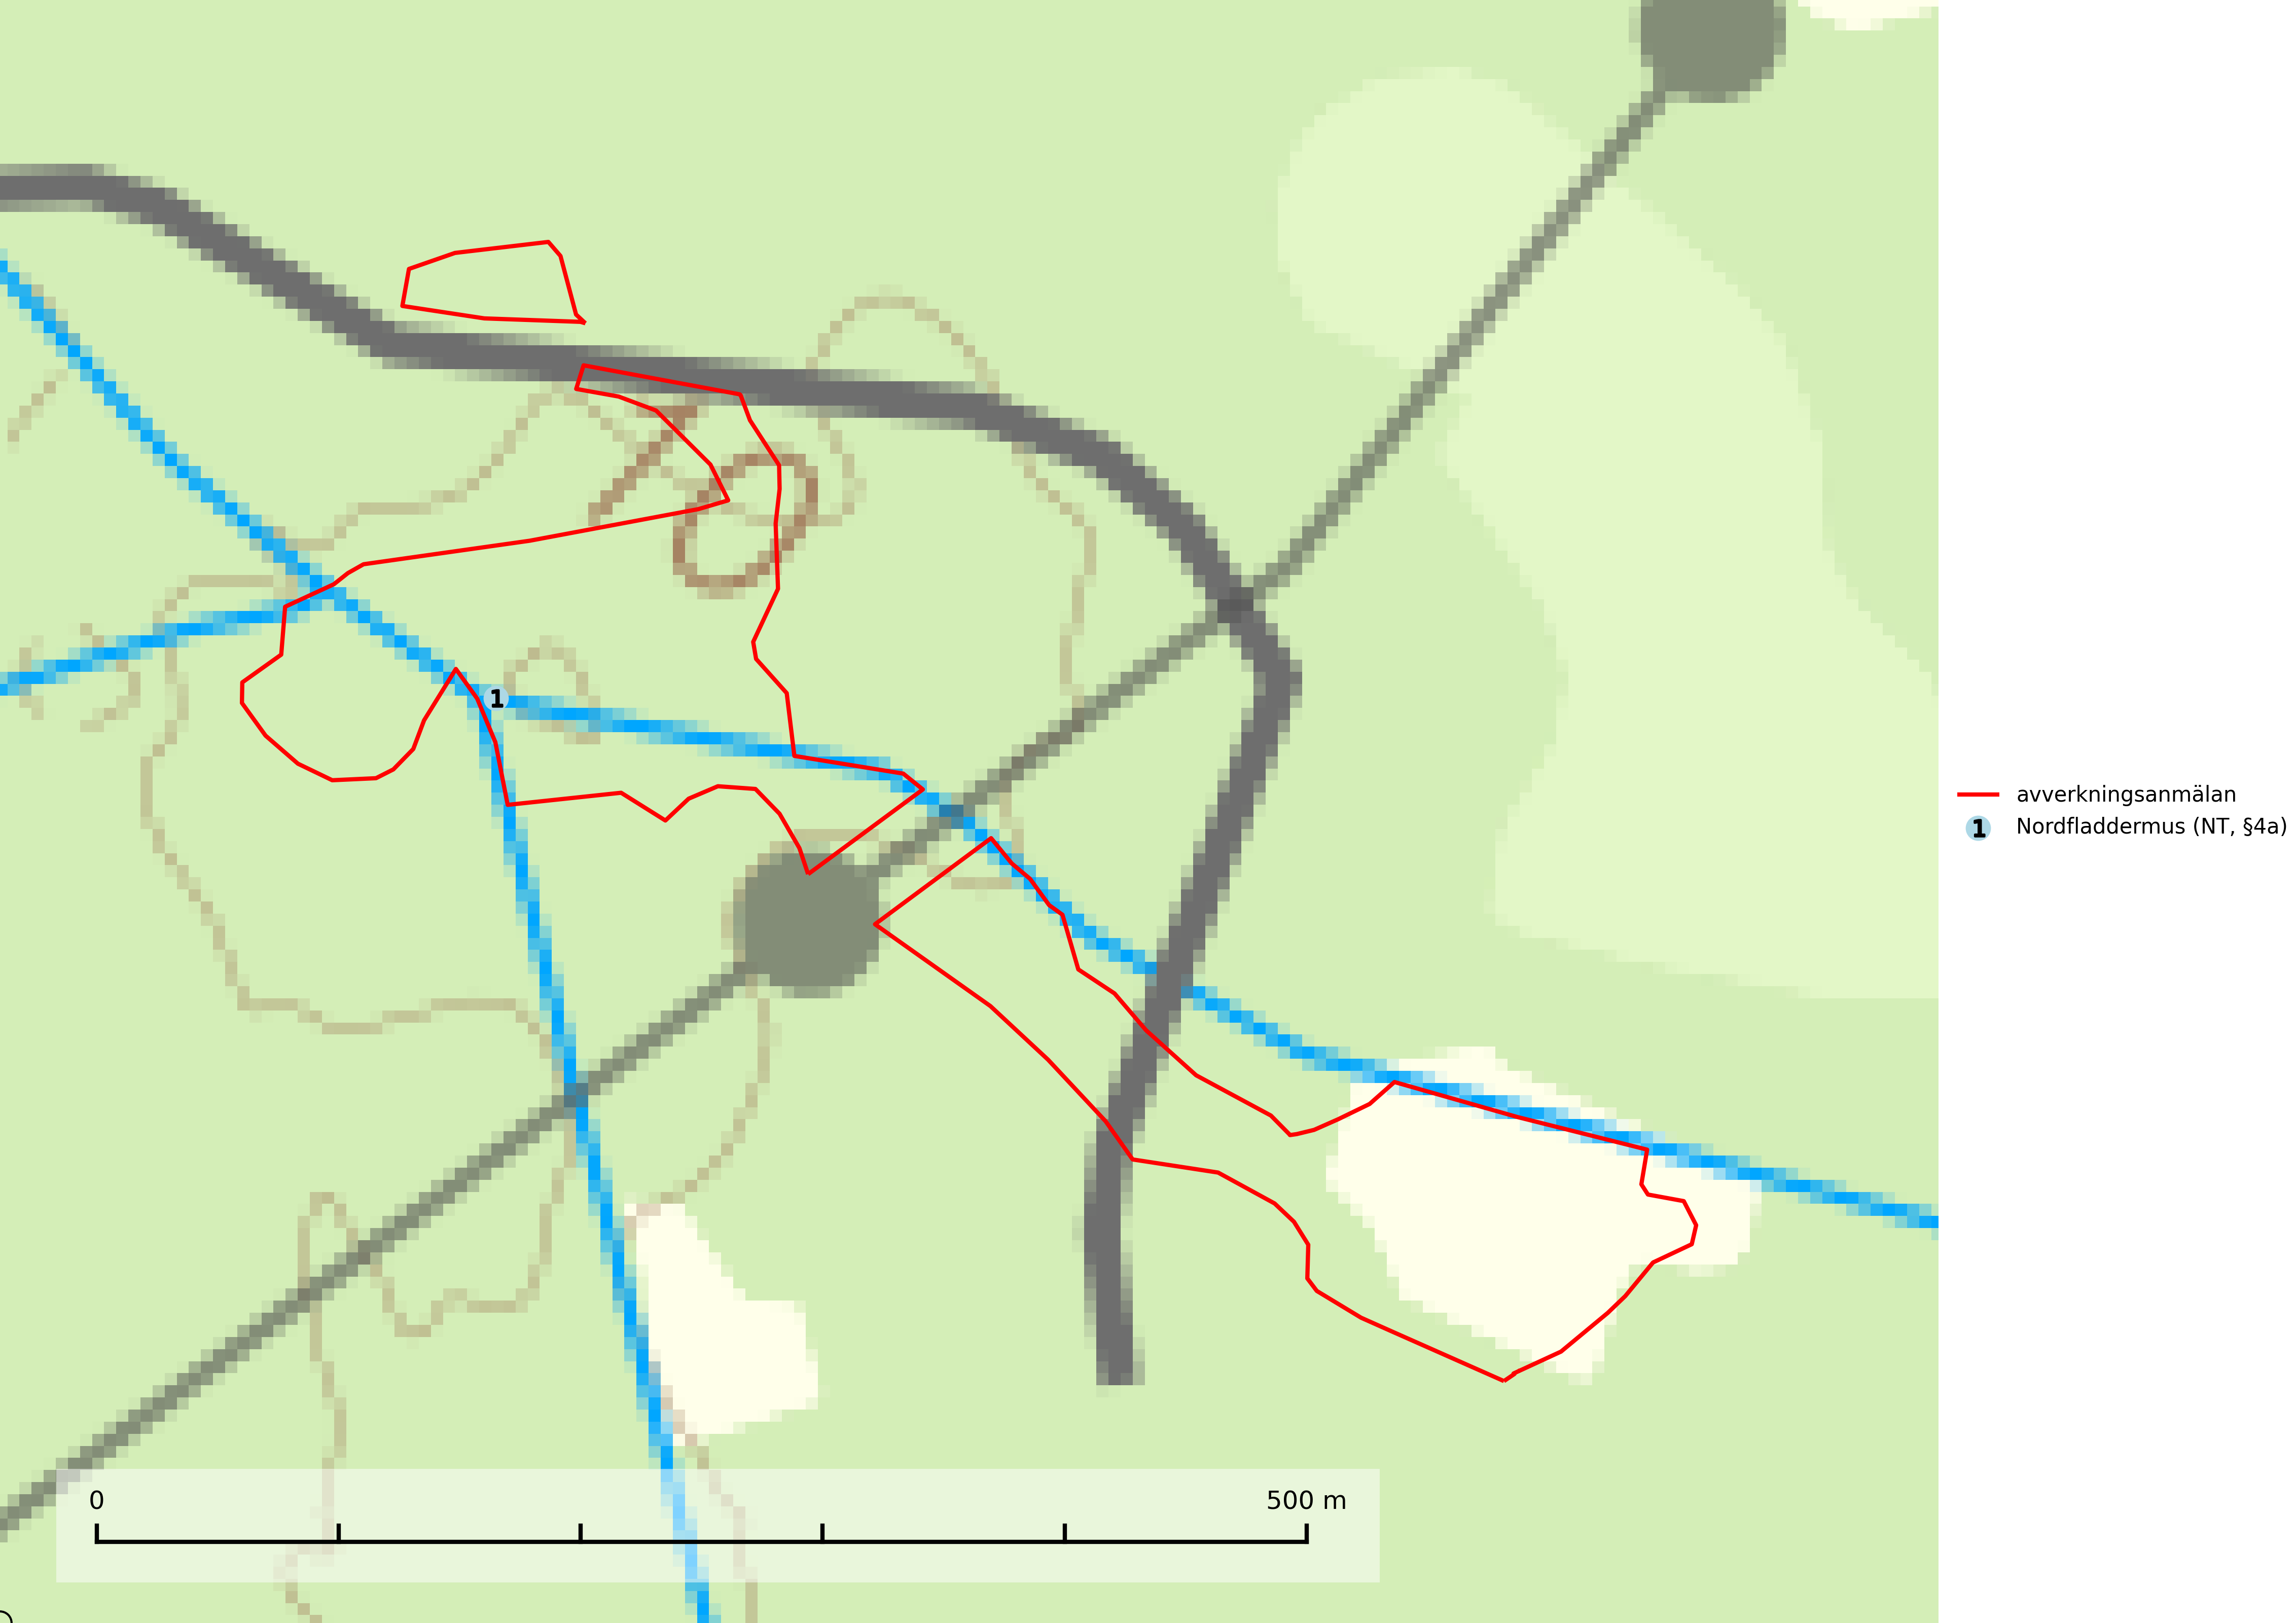 1
avverkningsanmälan
1 Nordfladdermus (NT, §4a)
0 500 m